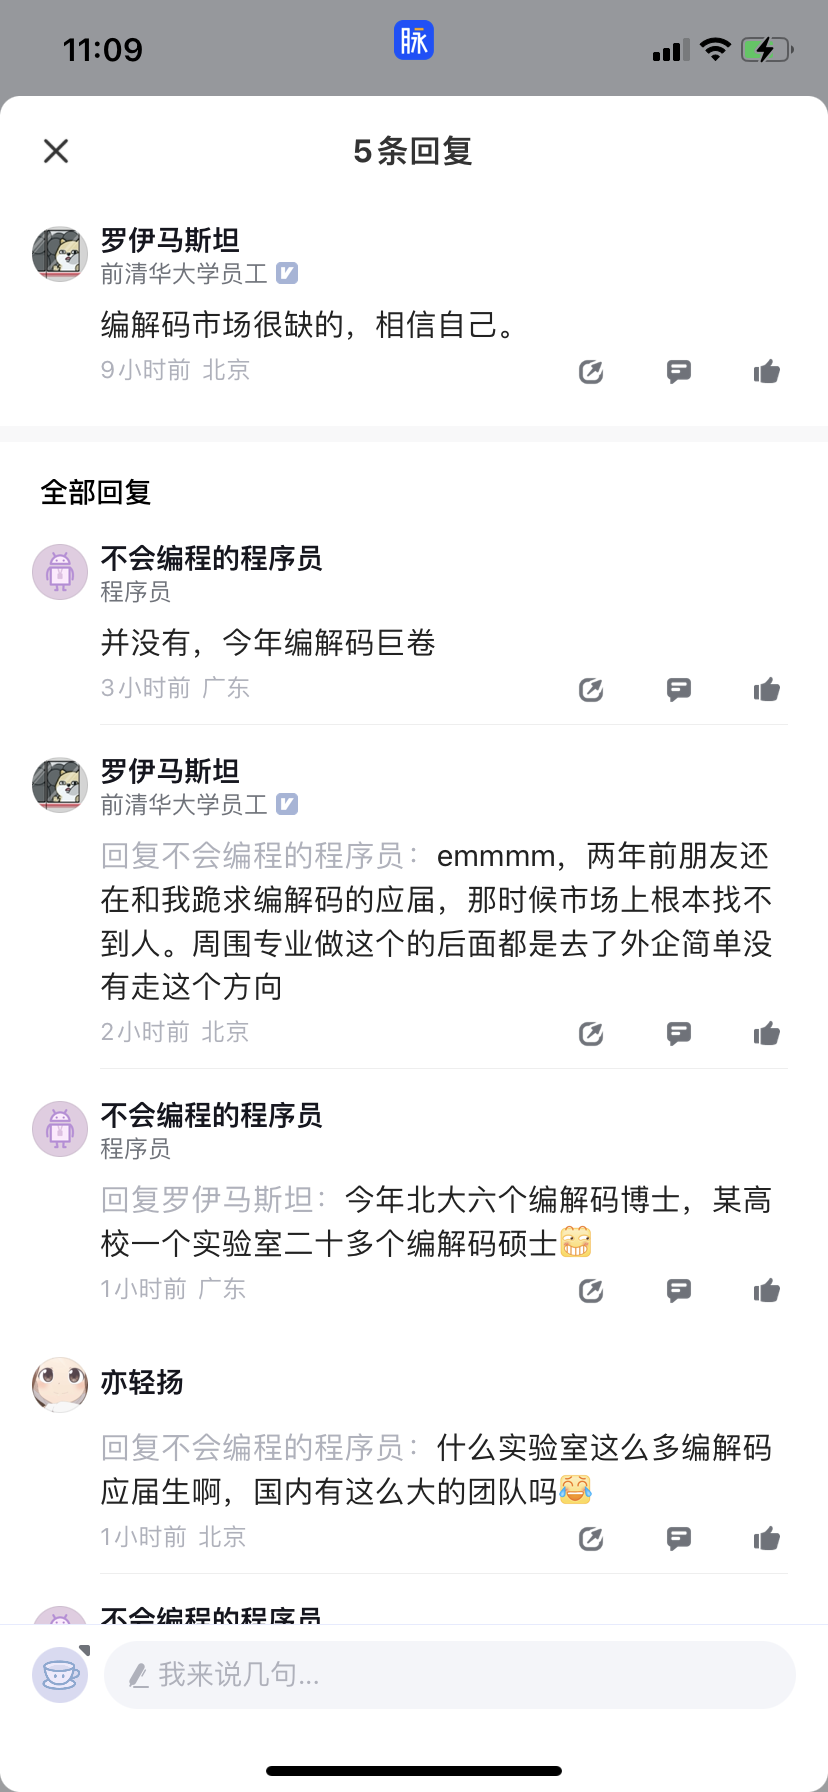 11:09
脉
5条回复
罗伊马斯坦
前清华大学员工
编解码市场很缺的，相信自己。
9小时前 北京
全部回复
不会编程的程序员
程序员
并没有，今年编解码巨卷
3小时前 广东
罗伊马斯坦
前清华大学员工
回复不会编程的程序员：emmmm，两年前朋友还
在和我跪求编解码的应届，那时候市场上根本找不
到人。周围专业做这个的后面都是去了外企简单没
有走这个方向
2小时前 北京
不会编程的程序员
程序员
回复罗伊马斯坦：今年北大六个编解码博士，某高
校一个实验室二十多个编解码硕士
1小时前 广东
亦轻扬
回复不会编程的程序员：什么实验室这么多编解码
应届生啊，国内有这么大的团队吗
1小时前 北京
不会编程的程序员
我来说几句...